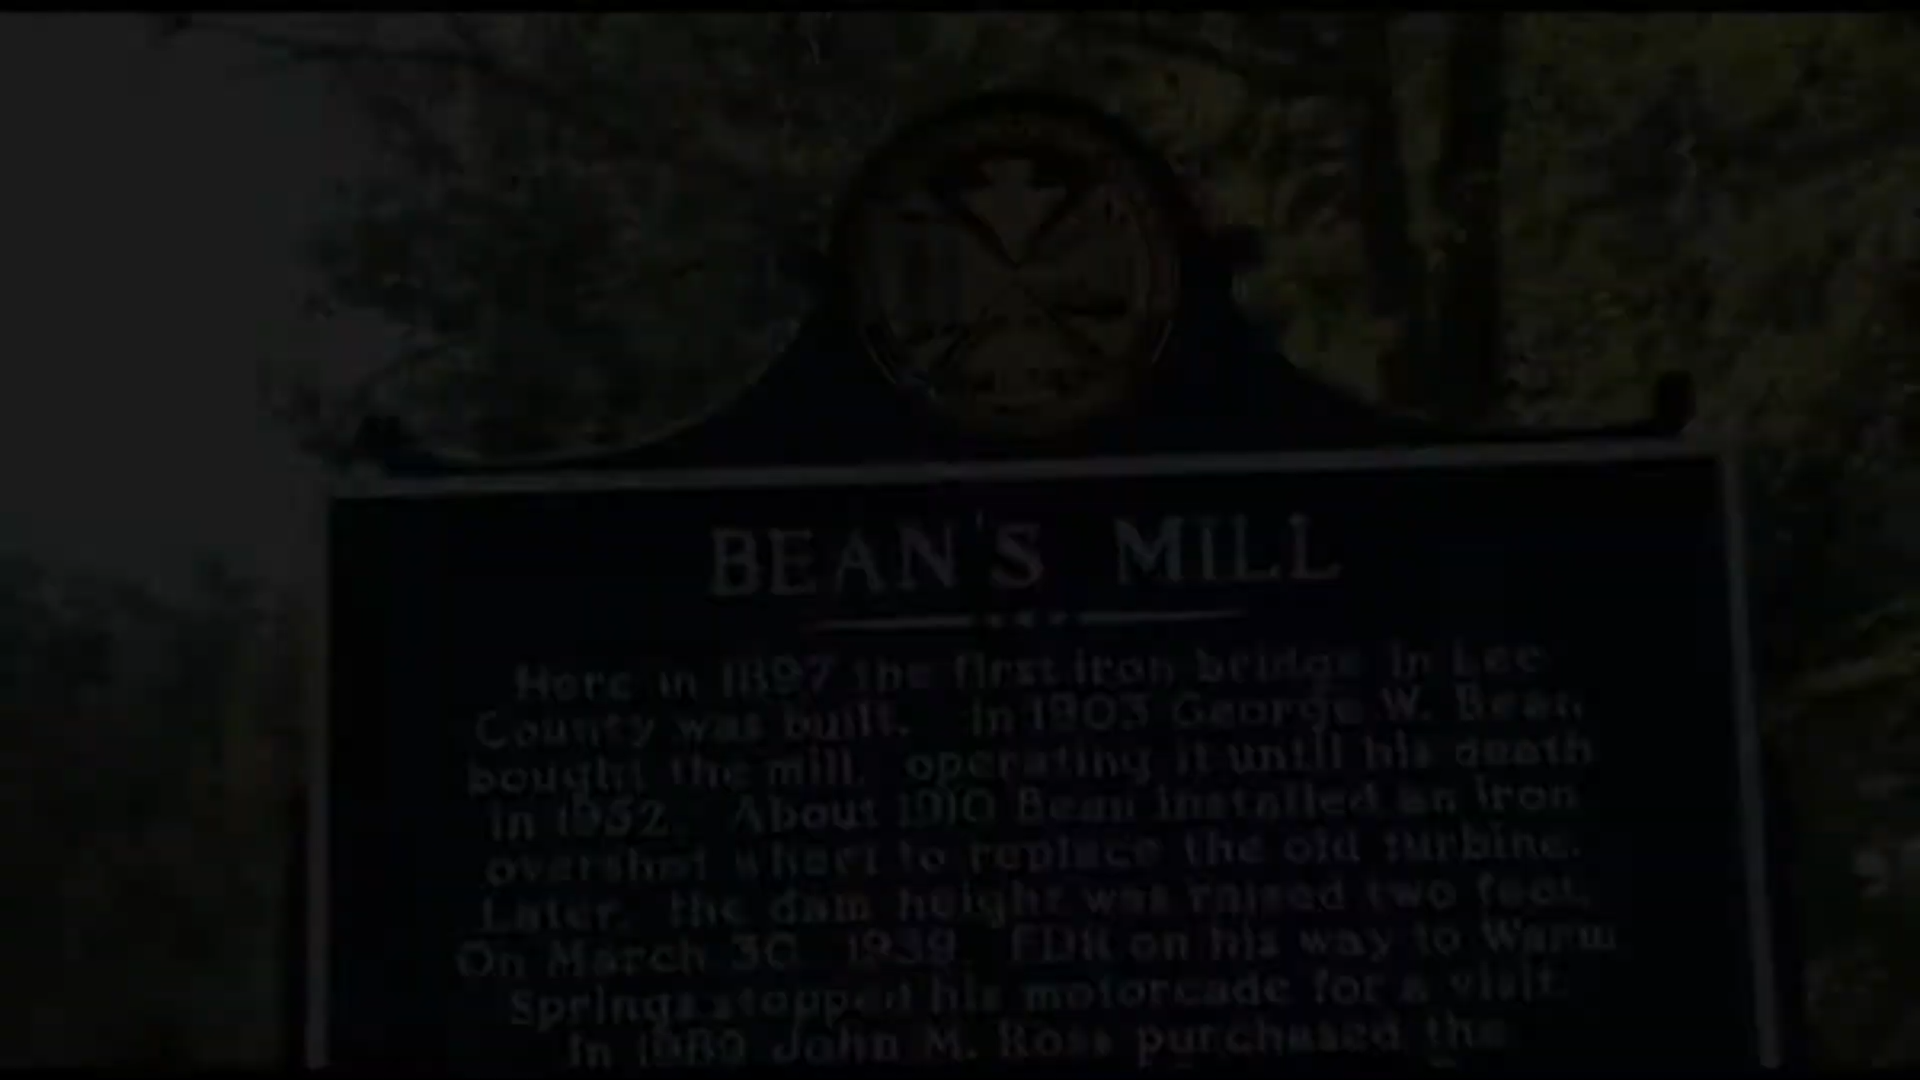 BEAN'S MILL
Here in 1897 the first iron bridge in Lee
County was built. In 1903 George W. Bean
bought the mill, operating it until his death
in 1952. About 1910 Bean installed an iron
overshot wheel to replace the old turbine.
Later, the dam height was raised two feet.
On March 30, 1939, FDR on his way to Warm
Springs stopped his motorcade for a visit.
In 1989 John M. Ross purchased the